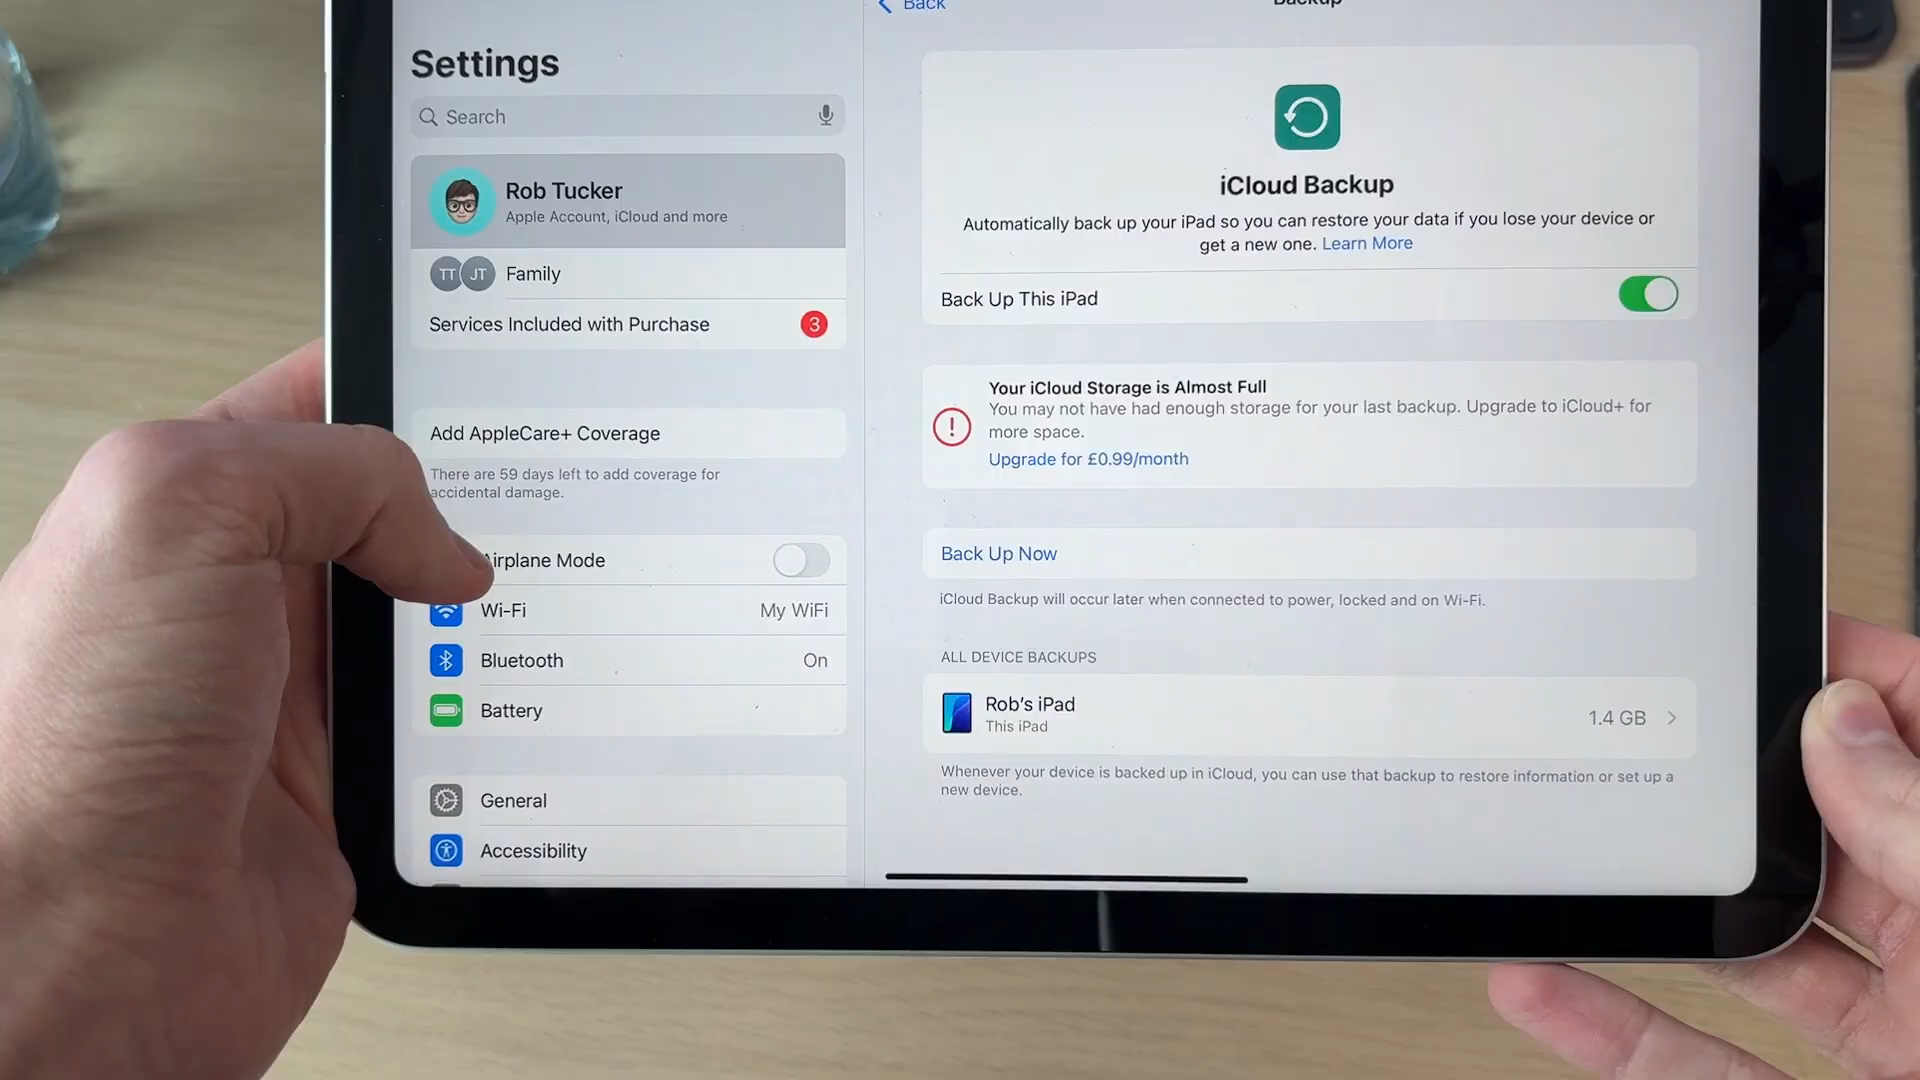 Settings
Search
Rob Tucker
Apple Account, iCloud and more
TT JT Family
Services Included with Purchase 3
Add AppleCare+ Coverage
There are 59 days left to add coverage for
accidental damage.
Airplane Mode
Wi-Fi My WiFi
Bluetooth On
Battery
General
Accessibility
Back
Backup
iCloud Backup
Automatically back up your iPad so you can restore your data if you lose your device or
get a new one. Learn More
Back Up This iPad
Your iCloud Storage is Almost Full
You may not have had enough storage for your last backup. Upgrade to iCloud+ for
more space.
Upgrade for £0.99/month
Back Up Now
iCloud Backup will occur later when connected to power, locked and on Wi-Fi.
ALL DEVICE BACKUPS
Rob's iPad
This iPad
1.4 GB
Whenever your device is backed up in iCloud, you can use that backup to restore information or set up a
new device.